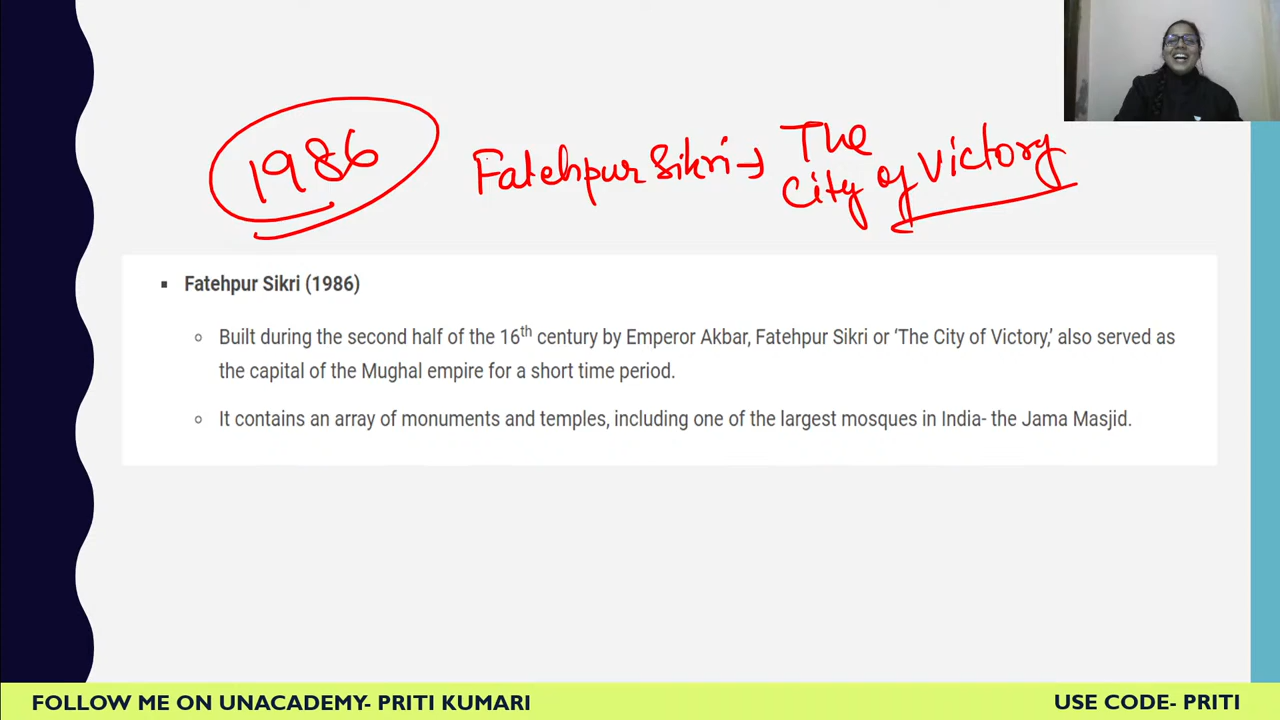 1986 Fatehpur Sikri → The
City of Victory
Fatehpur Sikri (1986)
Built during the second half of the 16th century by Emperor Akbar, Fatehpur Sikri or ‘The City of Victory,’ also served as
the capital of the Mughal empire for a short time period.
It contains an array of monuments and temples, including one of the largest mosques in India- the Jama Masjid.
FOLLOW ME ON UNACADEMY- PRITI KUMARI
USE CODE- PRITI